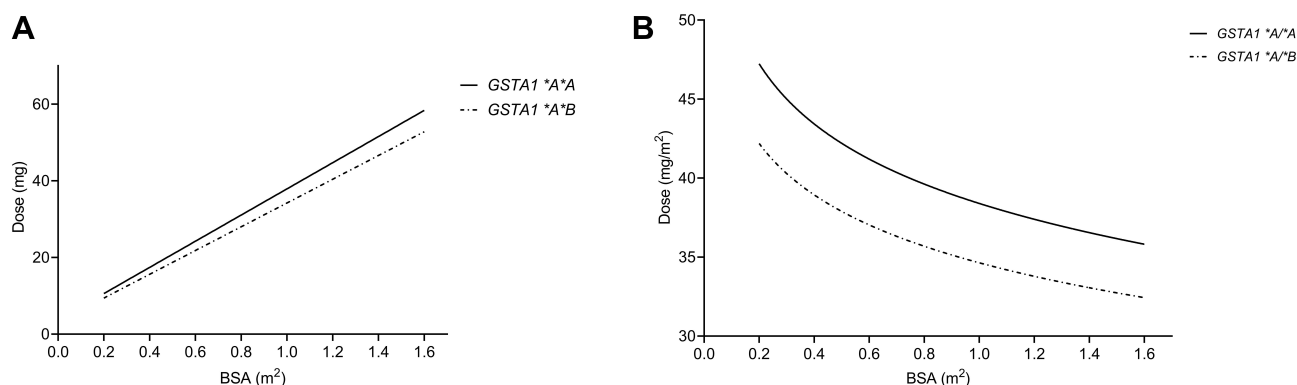 A
GSTA1 *A*A
GSTA1 *A*B
Dose (mg)
60
40
20
0
0.0 0.2 0.4 0.6 0.8 1.0 1.2 1.4 1.6
BSA (m²)
B
GSTA1 *A/*A
GSTA1 *A/*B
Dose (mg/m²)
50
45
40
35
30
0.0 0.2 0.4 0.6 0.8 1.0 1.2 1.4 1.6
BSA (m²)